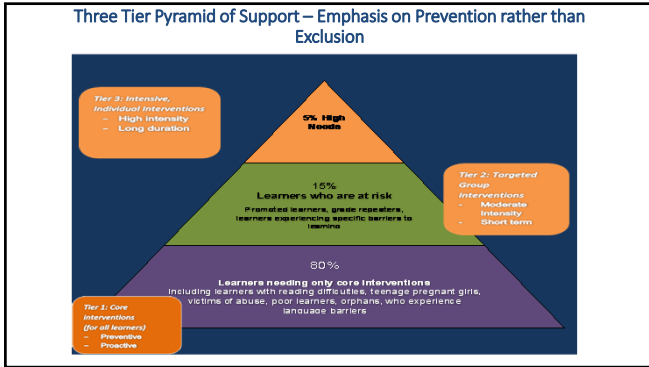 Three Tier Pyramid of Support – Emphasis on Prevention rather than
Exclusion
Tier 3: Intensive,
Individual Interventions
– High Intensity
– Long duration
5% High
Needs
15%
Learners who are at risk
Promoted learners, grade repeaters,
learners experiencing specific barriers to
learning
Tier 2: Targeted
Group
Interventions
- Moderate
Intensity
- Short term
80%
Learners needing only core interventions
Including learners with reading difficulties, teenage pregnant girls,
victims of abuse, poor learners, orphans, who experience
language barriers
Tier 1: Core
Interventions
(for all learners)
– Preventive
– Proactive